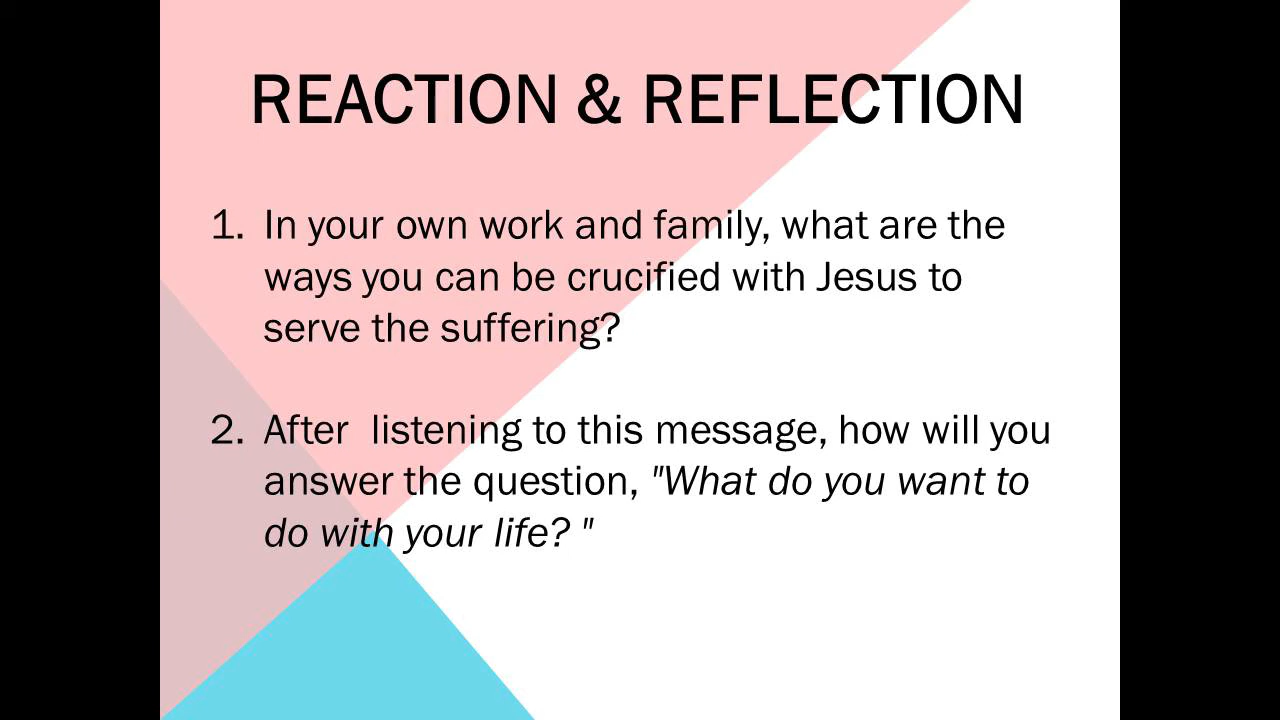 REACTION & REFLECTION
1. In your own work and family, what are the
ways you can be crucified with Jesus to
serve the suffering?
2. After  listening to this message, how will you
answer the question, "What do you want to
do with your life? "